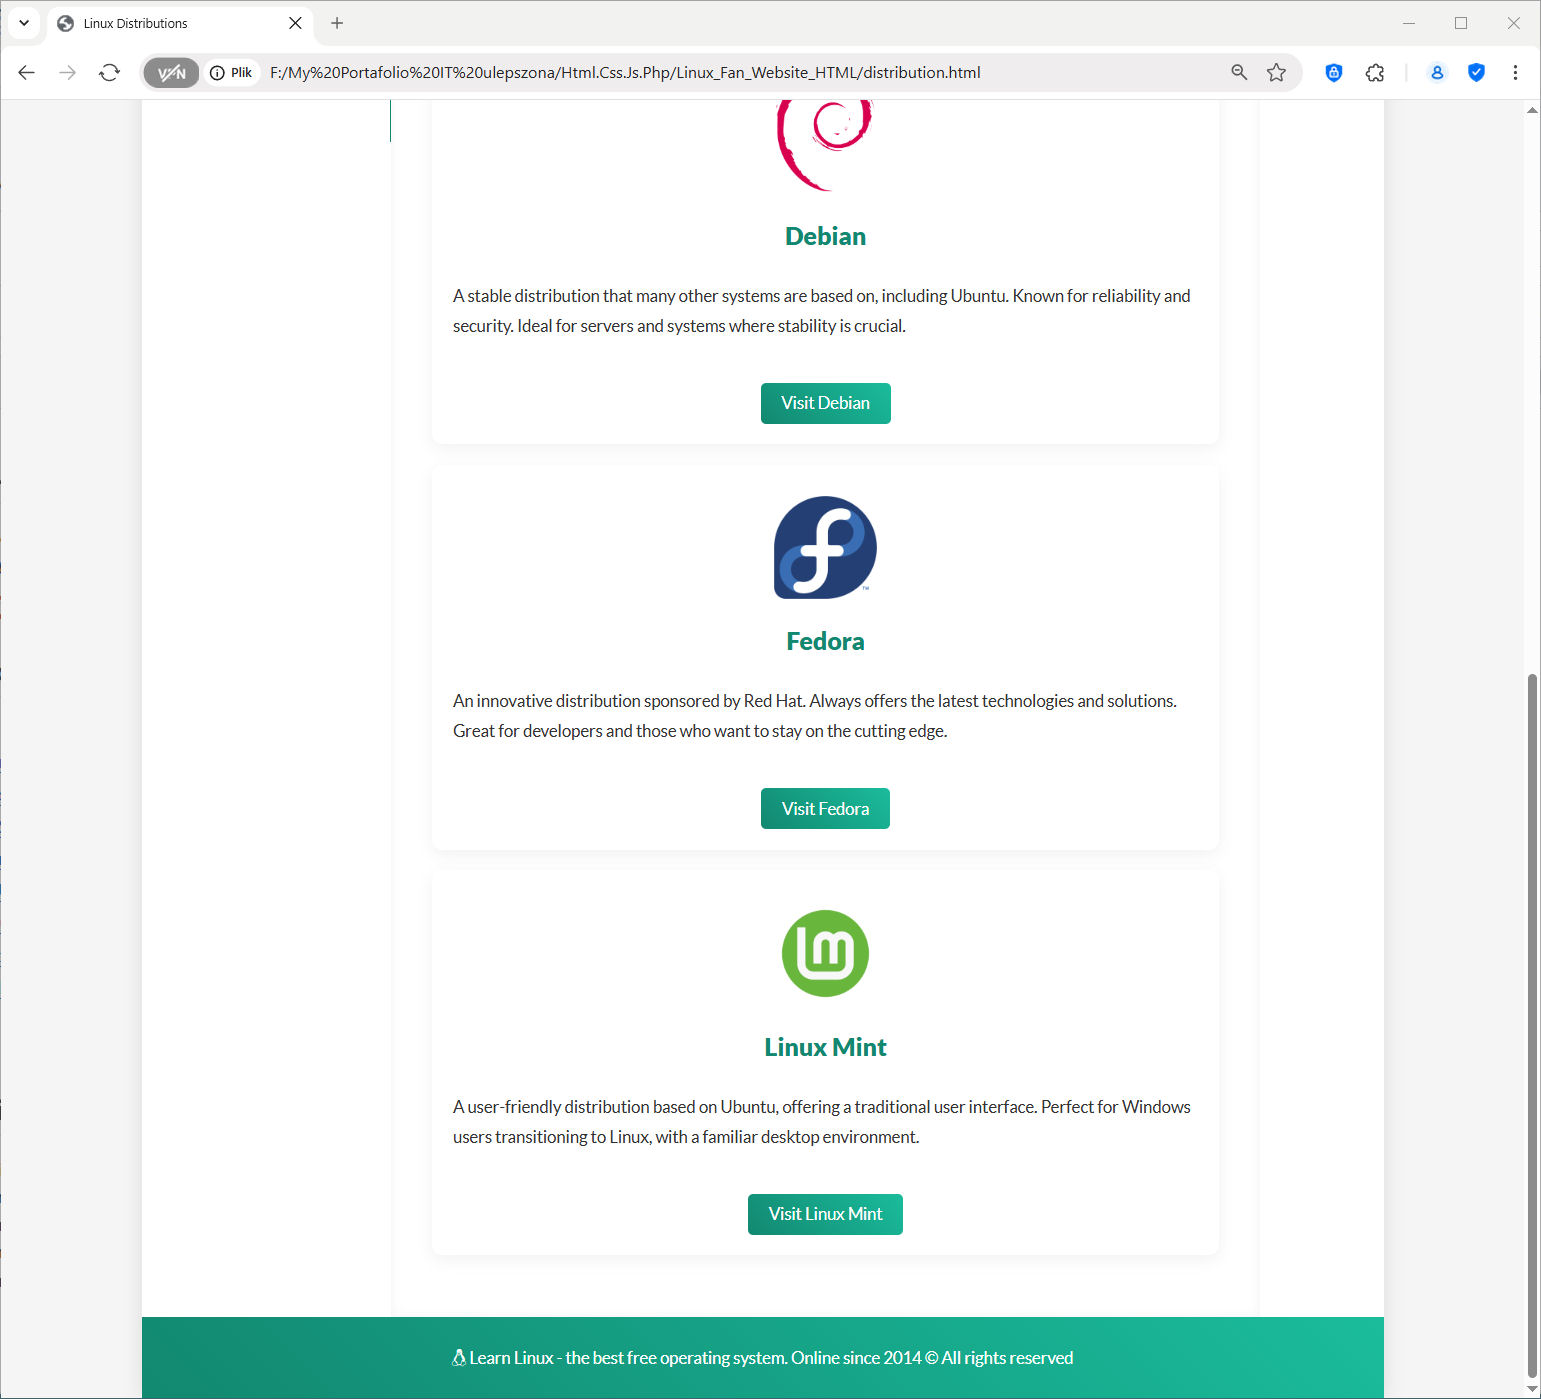 Linux Distributions
VPN
Plik
F:/My%20Portafolio%20IT%20ulepszona/Html.Css.Js.Php/Linux_Fan_Website_HTML/distribution.html
Debian
A stable distribution that many other systems are based on, including Ubuntu. Known for reliability and
security. Ideal for servers and systems where stability is crucial.
Visit Debian
TM
Fedora
An innovative distribution sponsored by Red Hat. Always offers the latest technologies and solutions.
Great for developers and those who want to stay on the cutting edge.
Visit Fedora
lm
Linux Mint
A user-friendly distribution based on Ubuntu, offering a traditional user interface. Perfect for Windows
users transitioning to Linux, with a familiar desktop environment.
Visit Linux Mint
Learn Linux - the best free operating system. Online since 2014 © All rights reserved